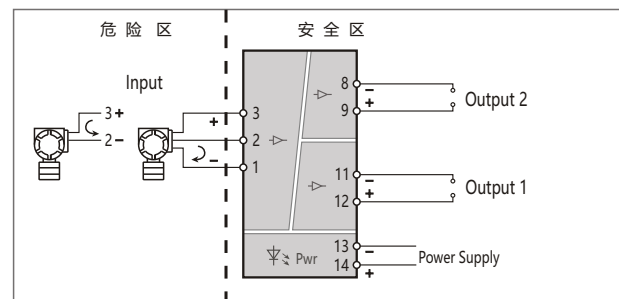 危险 区
安 全 区
Input
3+
2-
+
-
3
2
1
8
-
9
+
Output 2
11
-
12
+
Output 1
Pwr
13
-
14
+
Power Supply